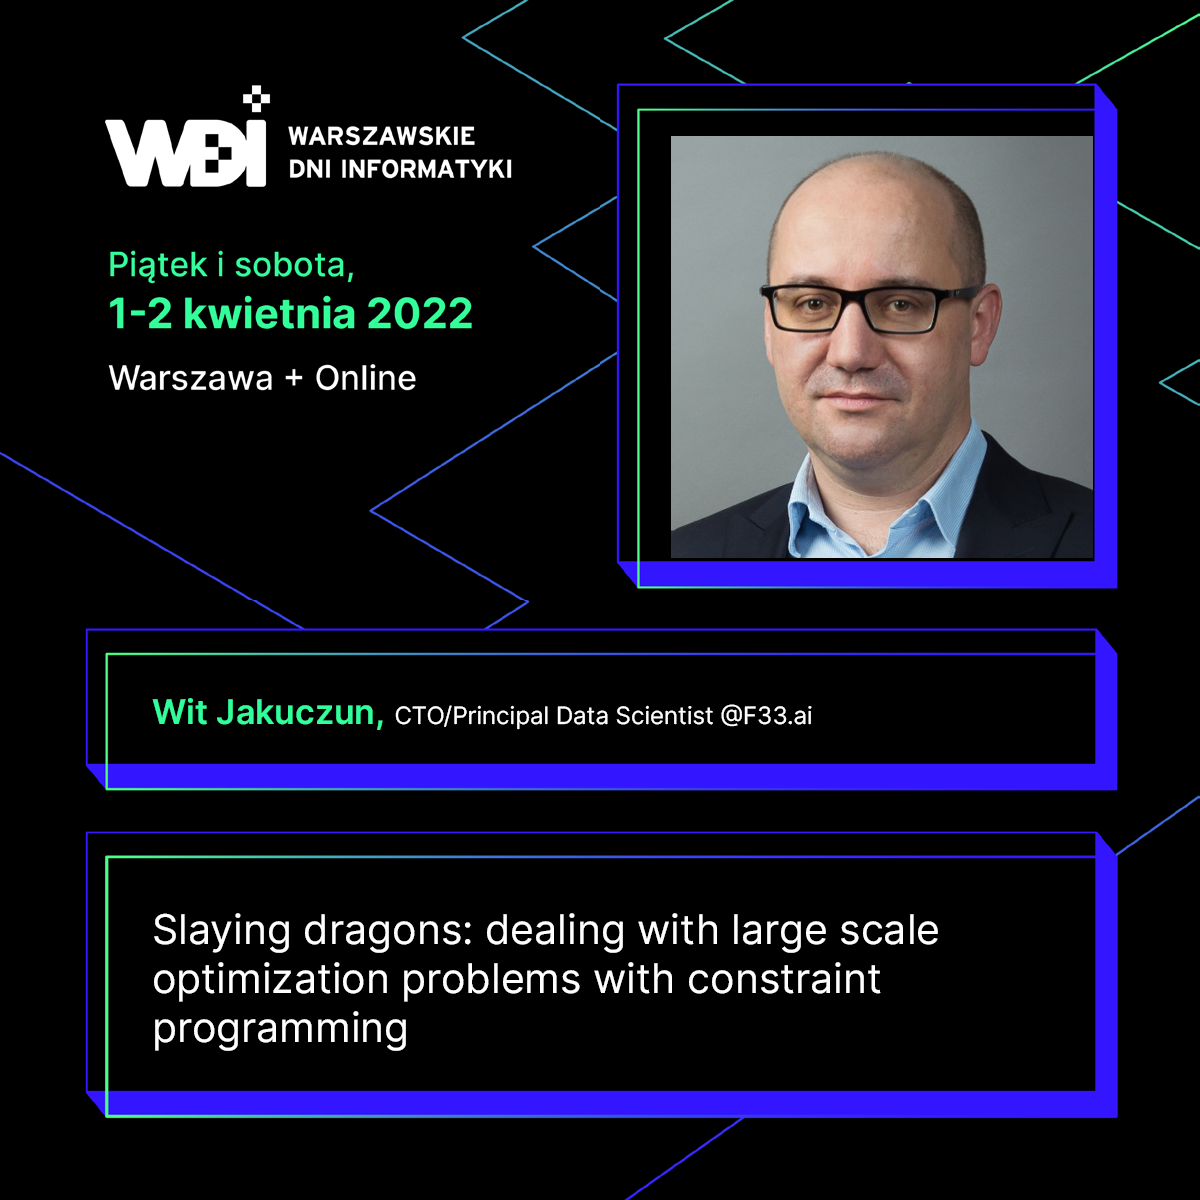 WDI
WARSZAWSKIE
DNI INFORMATYKI
Piątek i sobota,
1-2 kwietnia 2022
Warszawa + Online
Wit Jakuczun, CTO/Principal Data Scientist @F33.ai
Slaying dragons: dealing with large scale
optimization problems with constraint
programming